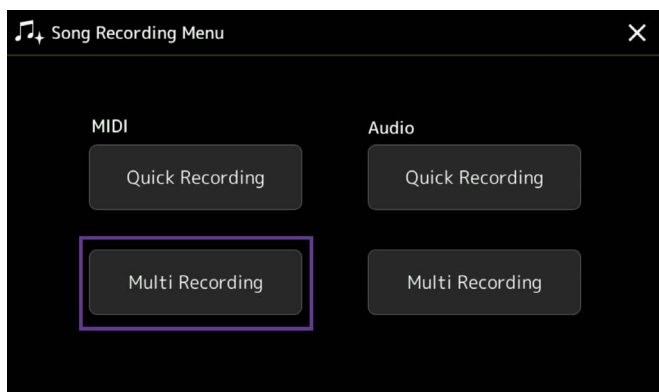 Song Recording Menu
MIDI
Audio
Quick Recording
Quick Recording
Multi Recording
Multi Recording